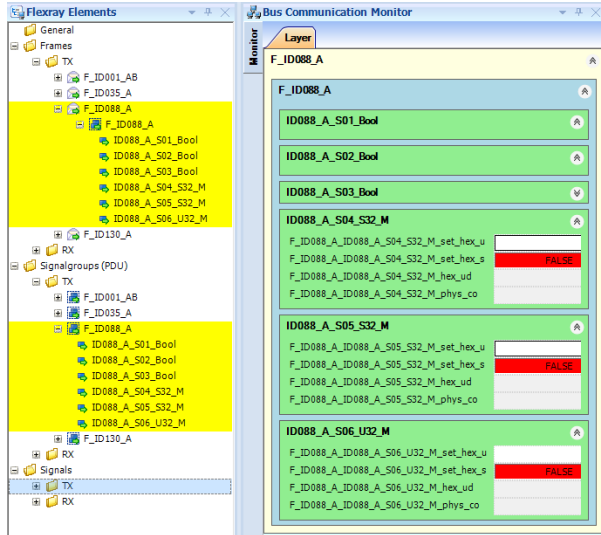 Flexray Elements
General
Frames
TX
F_ID001_AB
F_ID035_A
F_ID088_A
F_ID088_A
ID088_A_S01_Bool
ID088_A_S02_Bool
ID088_A_S03_Bool
ID088_A_S04_S32_M
ID088_A_S05_S32_M
ID088_A_S06_U32_M
F_ID130_A
RX
Signalgroups (PDU)
TX
F_ID001_AB
F_ID035_A
F_ID088_A
ID088_A_S01_Bool
ID088_A_S02_Bool
ID088_A_S03_Bool
ID088_A_S04_S32_M
ID088_A_S05_S32_M
ID088_A_S06_U32_M
F_ID130_A
RX
Signals
TX
RX
Bus Communication Monitor
Monitor
Layer
F_ID088_A
F_ID088_A
ID088_A_S01_Bool
ID088_A_S02_Bool
ID088_A_S03_Bool
ID088_A_S04_S32_M
F_ID088_A_ID088_A_S04_S32_M_set_hex_u
F_ID088_A_ID088_A_S04_S32_M_set_hex_s FALSE
F_ID088_A_ID088_A_S04_S32_M_hex_ud
F_ID088_A_ID088_A_S04_S32_M_phys_co
ID088_A_S05_S32_M
F_ID088_A_ID088_A_S05_S32_M_set_hex_u
F_ID088_A_ID088_A_S05_S32_M_set_hex_s FALSE
F_ID088_A_ID088_A_S05_S32_M_hex_ud
F_ID088_A_ID088_A_S05_S32_M_phys_co
ID088_A_S06_U32_M
F_ID088_A_ID088_A_S06_U32_M_set_hex_u
F_ID088_A_ID088_A_S06_U32_M_set_hex_s FALSE
F_ID088_A_ID088_A_S06_U32_M_hex_ud
F_ID088_A_ID088_A_S06_U32_M_phys_co